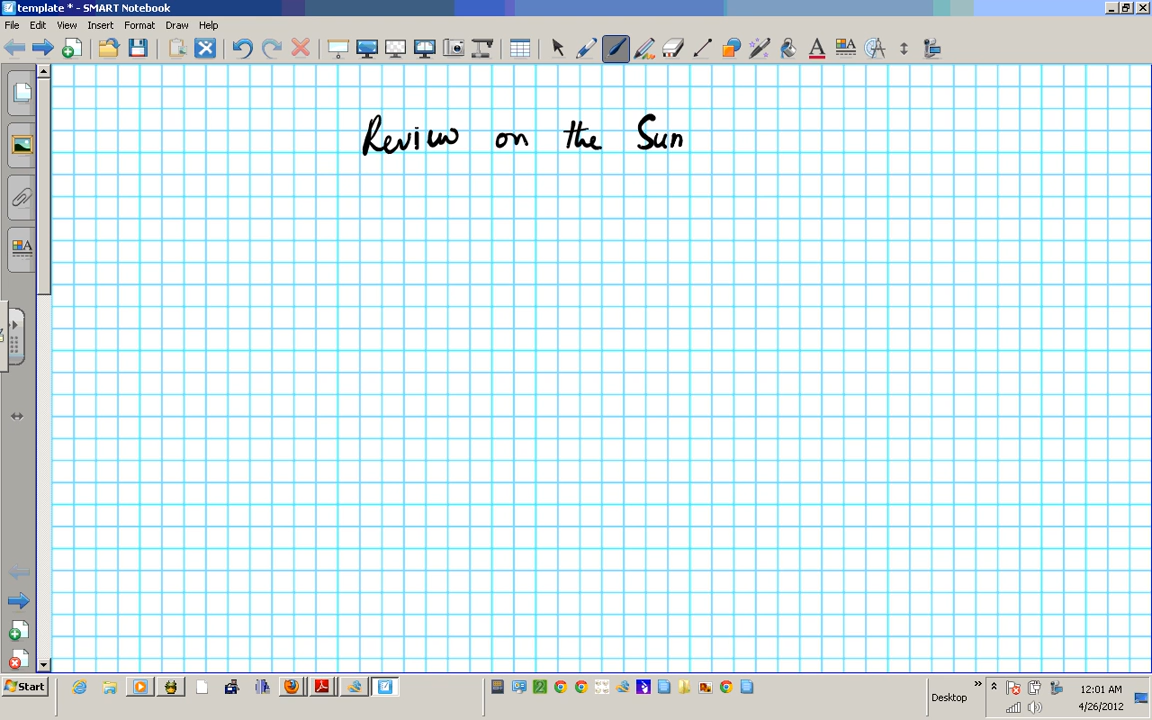 template * - SMART Notebook
File Edit View Insert Format Draw Help
Review on the Sun
Start
Desktop
12:01 AM
4/26/2012